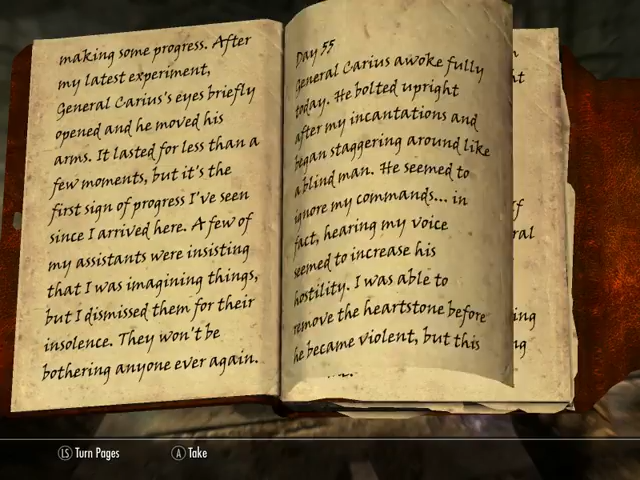 making some progress. After
my latest experiment,
General Carius's eyes briefly
opened and he moved his
arms. It lasted for less than a
few moments, but it's the
first sign of progress I've seen
since I arrived here. A few of
my assistants were insisting
that I was imagining things,
but I dismissed them for their
insolence. They won't be
bothering anyone ever again.
Day 55
General Carius awoke fully
today. He bolted upright
after my incantations and
began staggering around like
a blind man. He seemed to
ignore my commands... in
fact, hearing my voice
seemed to increase his
hostility. I was able to
remove the heartstone before
he became violent, but this
LS Turn Pages
A Take